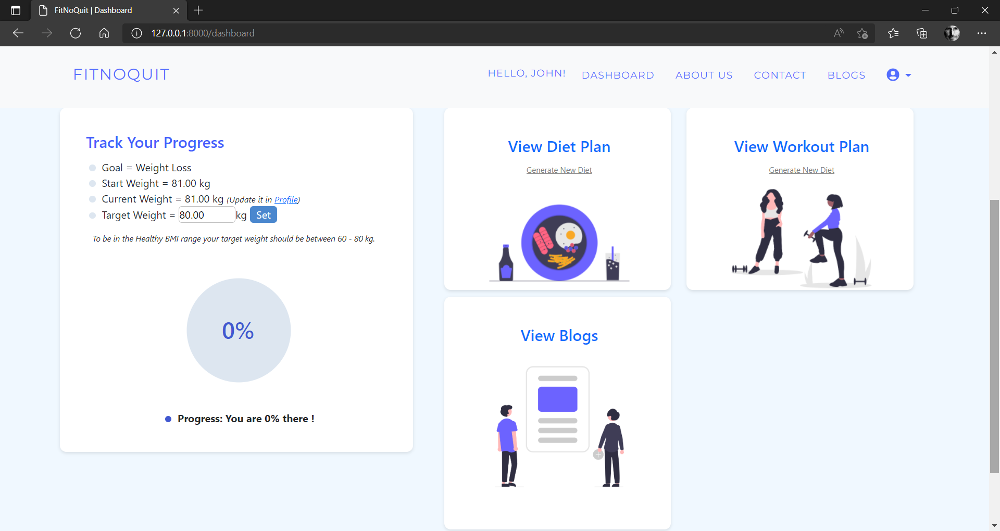 FitNoQuit | Dashboard
127.0.0.1:8000/dashboard
FITNOQUIT
HELLO, JOHN!
DASHBOARD
ABOUT US
CONTACT
BLOGS
Track Your Progress
Goal = Weight Loss
Start Weight = 81.00 kg
Current Weight = 81.00 kg (Update it in Profile)
Target Weight = 80.00 kg Set
To be in the Healthy BMI range your target weight should be between 60 - 80 kg.
0%
Progress: You are 0% there !
View Diet Plan
Generate New Diet
View Workout Plan
Generate New Diet
View Blogs